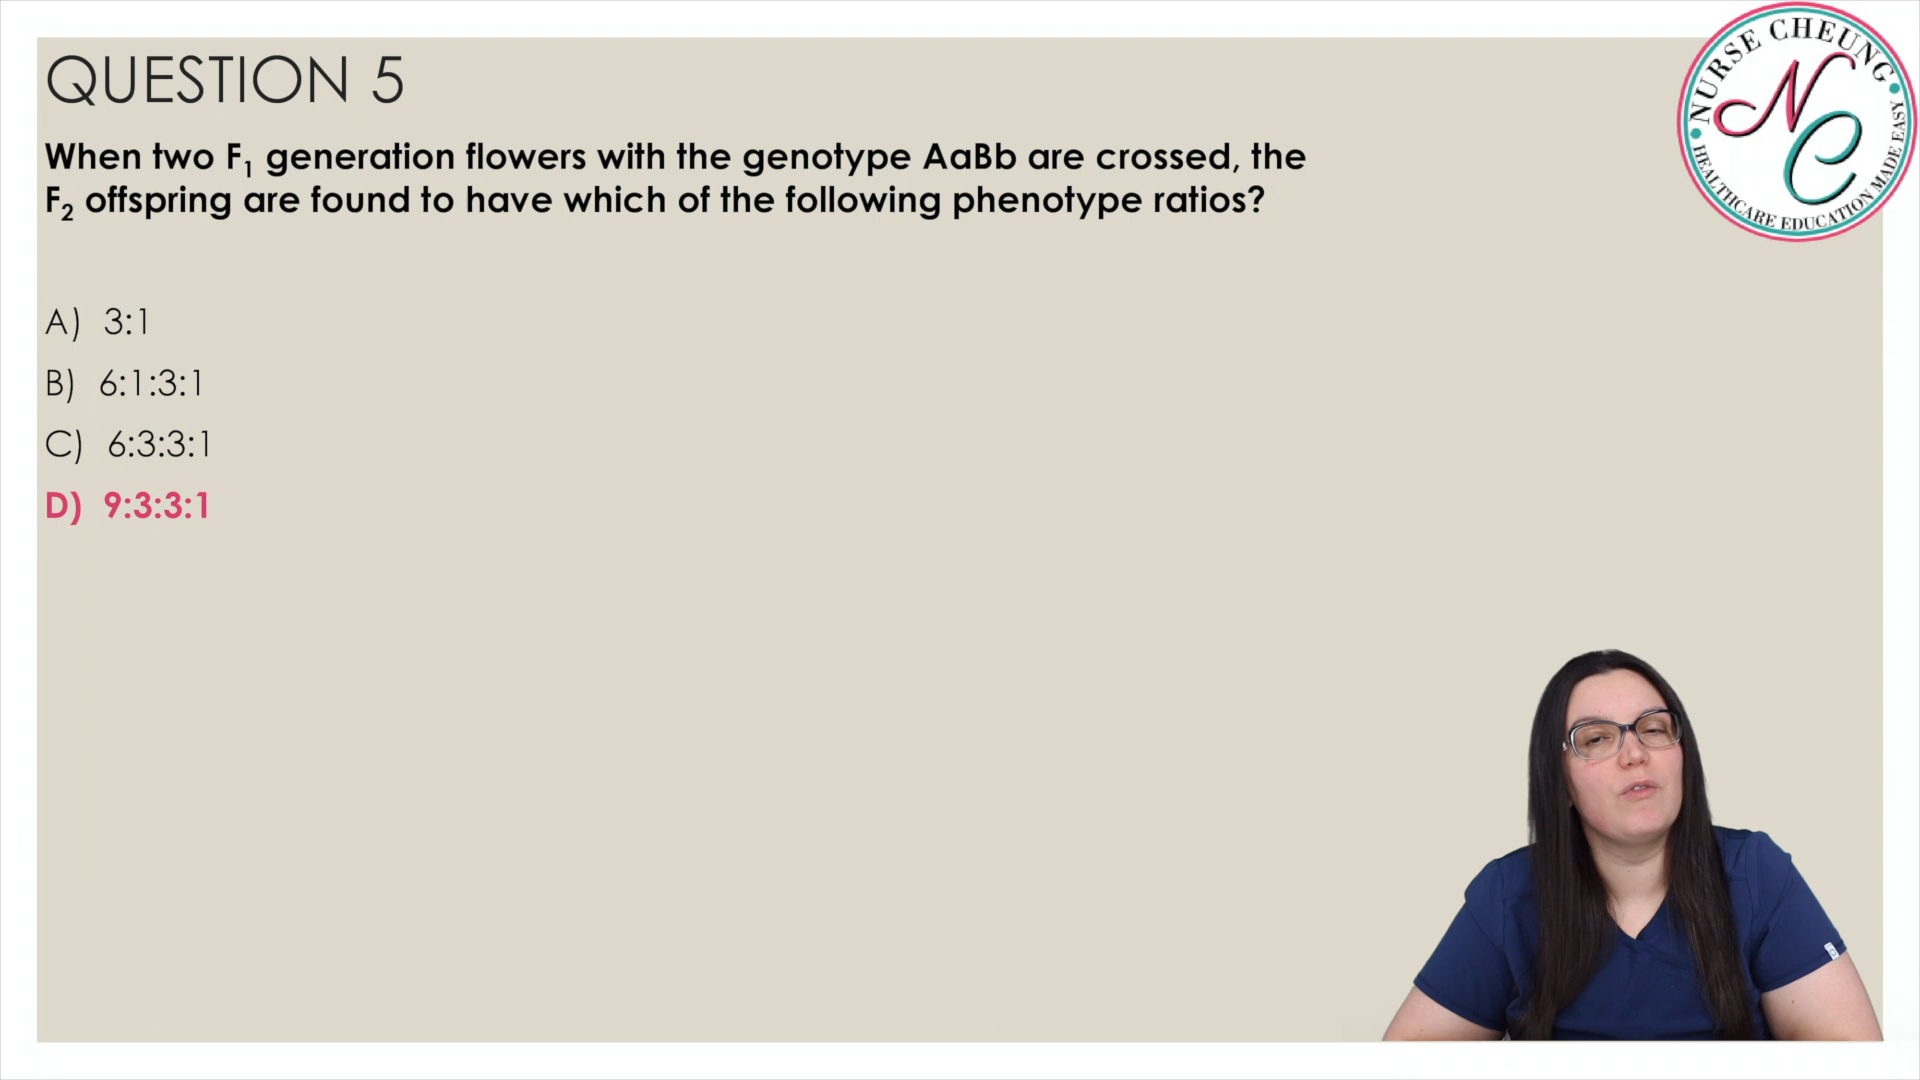 QUESTION 5
When two F₁ generation flowers with the genotype AaBb are crossed, the
F₂ offspring are found to have which of the following phenotype ratios?
A) 3:1
B) 6:1:3:1
C) 6:3:3:1
D) 9:3:3:1
NURSE CHEUNG
NC
HEALTHCARE EDUCATION MADE EASY